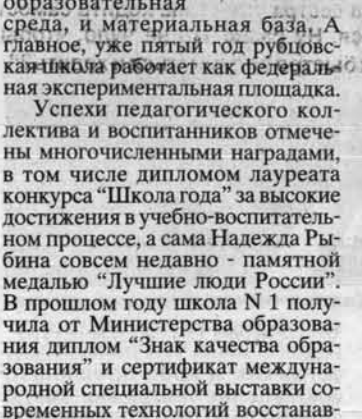 образовательная
среда, и материальная база. А
главное, уже пятый год рубцовс-
кая школа работает как федераль-
ная экспериментальная площадка.
Успехи педагогического кол-
лектива и воспитанников отмече-
ны многочисленными наградами,
в том числе дипломом лауреата
конкурса “Школа года” за высокие
достижения в учебно-воспитатель-
ном процессе, а сама Надежда Ры-
бина совсем недавно - памятной
медалью “Лучшие люди России”.
В прошлом году школа N 1 полу-
чила от Министерства образова-
ния диплом “Знак качества обра-
зования” и сертификат междуна-
родной специальной выставки со-
временных технологий восстанав-